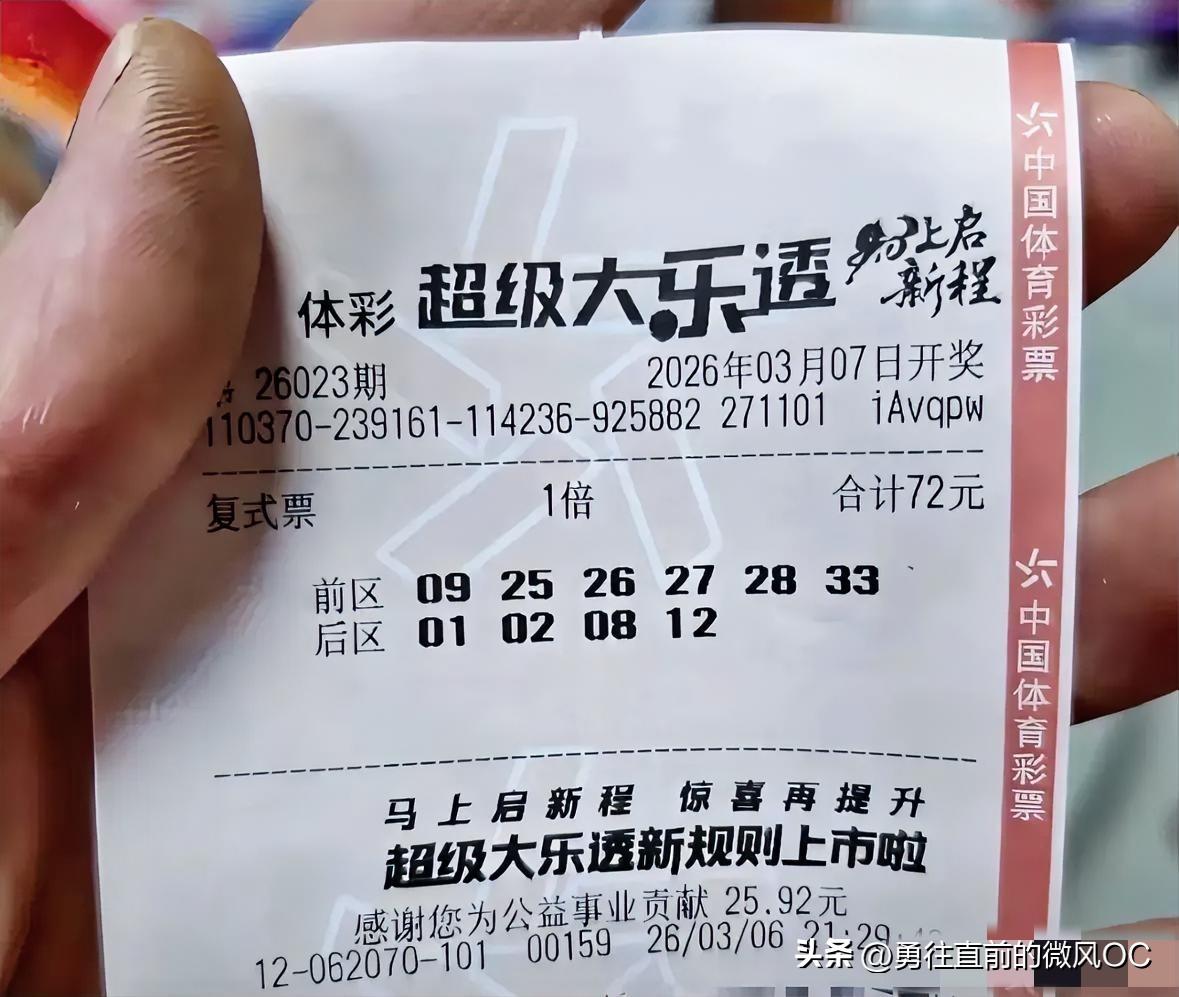 体彩 超级大乐透 马上启新程
26023期 2026年03月07日开奖
110370-239161-114236-925882 271101 iAvqpw
复式票 1倍 合计72元
前区 09 25 26 27 28 33
后区 01 02 08 12
马上启新程 惊喜再提升
超级大乐透新规则上市啦
感谢您为公益事业贡献 25.92元
12-062070-101 00159 26/03/06 21:29
中国体育彩票
中国体育彩票
头条 @勇往直前的微风OC